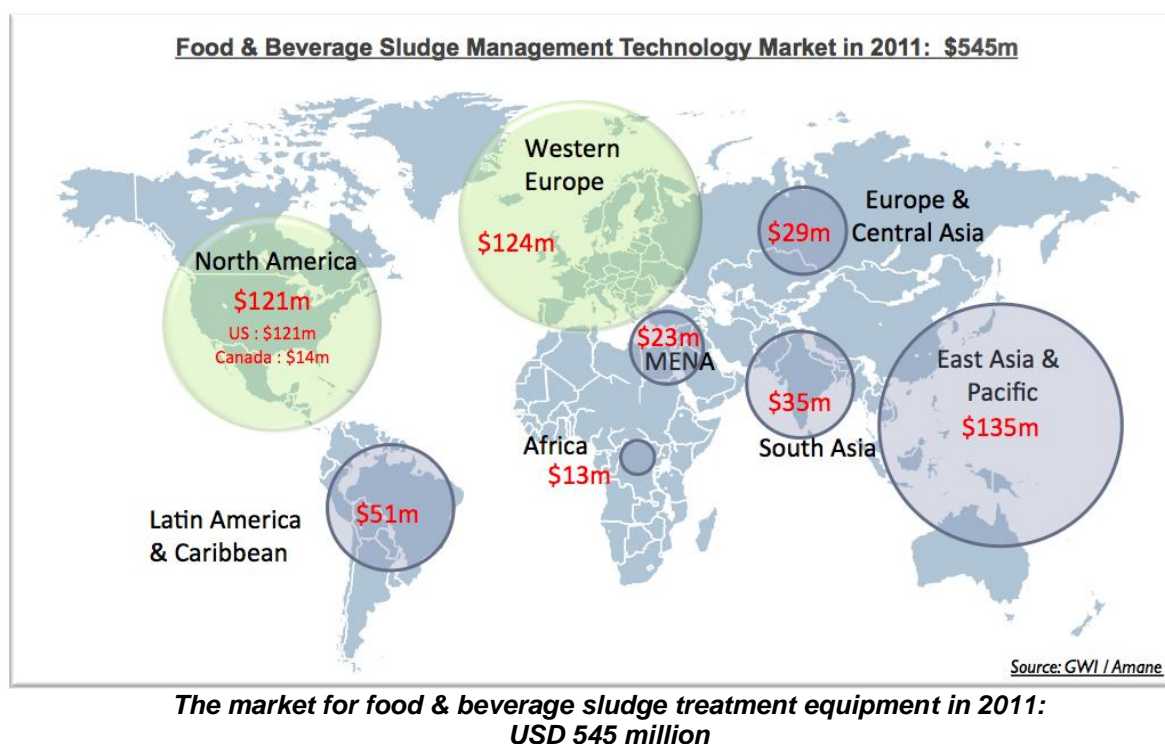 Food & Beverage Sludge Management Technology Market in 2011: $545m
Western
Europe
$124m
Europe &
Central Asia
$29m
North America
$121m
US : $121m
Canada : $14m
$23m
MENA
East Asia &
Pacific
$135m
$35m
South Asia
Africa
$13m
$51m
Latin America
& Caribbean
Source: GWI / Amane
The market for food & beverage sludge treatment equipment in 2011:
USD 545 million